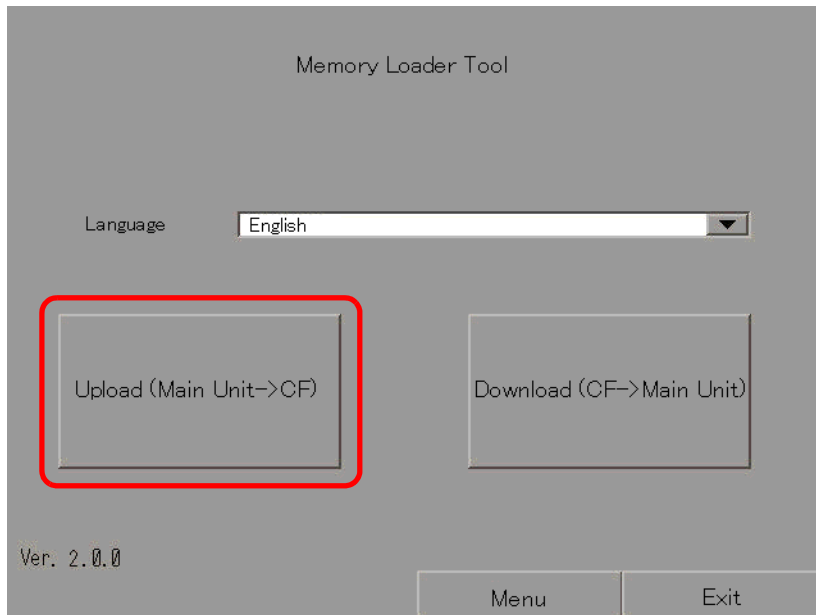 Memory Loader Tool
Language English
Upload (Main Unit->CF) Download (CF->Main Unit)
Ver. 2.0.0
Menu Exit